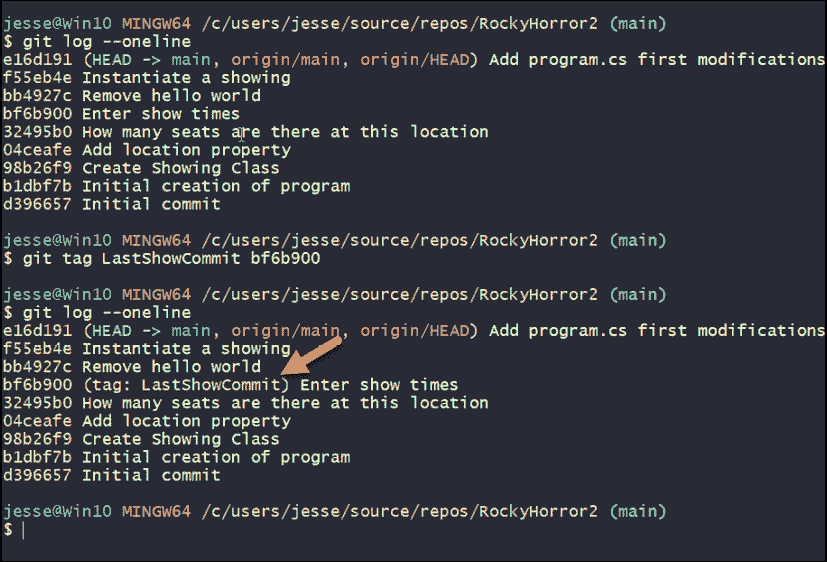 jesse@Win10 MINGW64 /c/users/jesse/source/repos/RockyHorror2 (main)
$ git log --oneline
e16d191 (HEAD -> main, origin/main, origin/HEAD) Add program.cs first modifications
f55eb4e Instantiate a showing
bb4927c Remove hello world
bf6b900 Enter show times
32495b0 How many seats are there at this location
04ceafe Add location property
98b26f9 Create Showing Class
b1dbf7b Initial creation of program
d396657 Initial commit
jesse@Win10 MINGW64 /c/users/jesse/source/repos/RockyHorror2 (main)
$ git tag LastShowCommit bf6b900
jesse@Win10 MINGW64 /c/users/jesse/source/repos/RockyHorror2 (main)
$ git log --oneline
e16d191 (HEAD -> main, origin/main, origin/HEAD) Add program.cs first modifications
f55eb4e Instantiate a showing
bb4927c Remove hello world
bf6b900 (tag: LastShowCommit) Enter show times
32495b0 How many seats are there at this location
04ceafe Add location property
98b26f9 Create Showing Class
b1dbf7b Initial creation of program
d396657 Initial commit
jesse@Win10 MINGW64 /c/users/jesse/source/repos/RockyHorror2 (main)
$